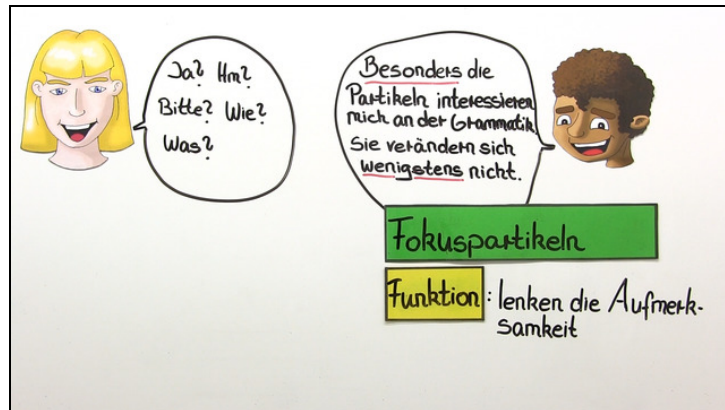 Ja? Hm?
Bitte? Wie?
Was?
Besonders die
Partikeln interessieren
mich an der Grammatik.
Sie verändern sich
wenigstens nicht.
Fokuspartikeln
Funktion: lenken die Aufmerk-
samkeit